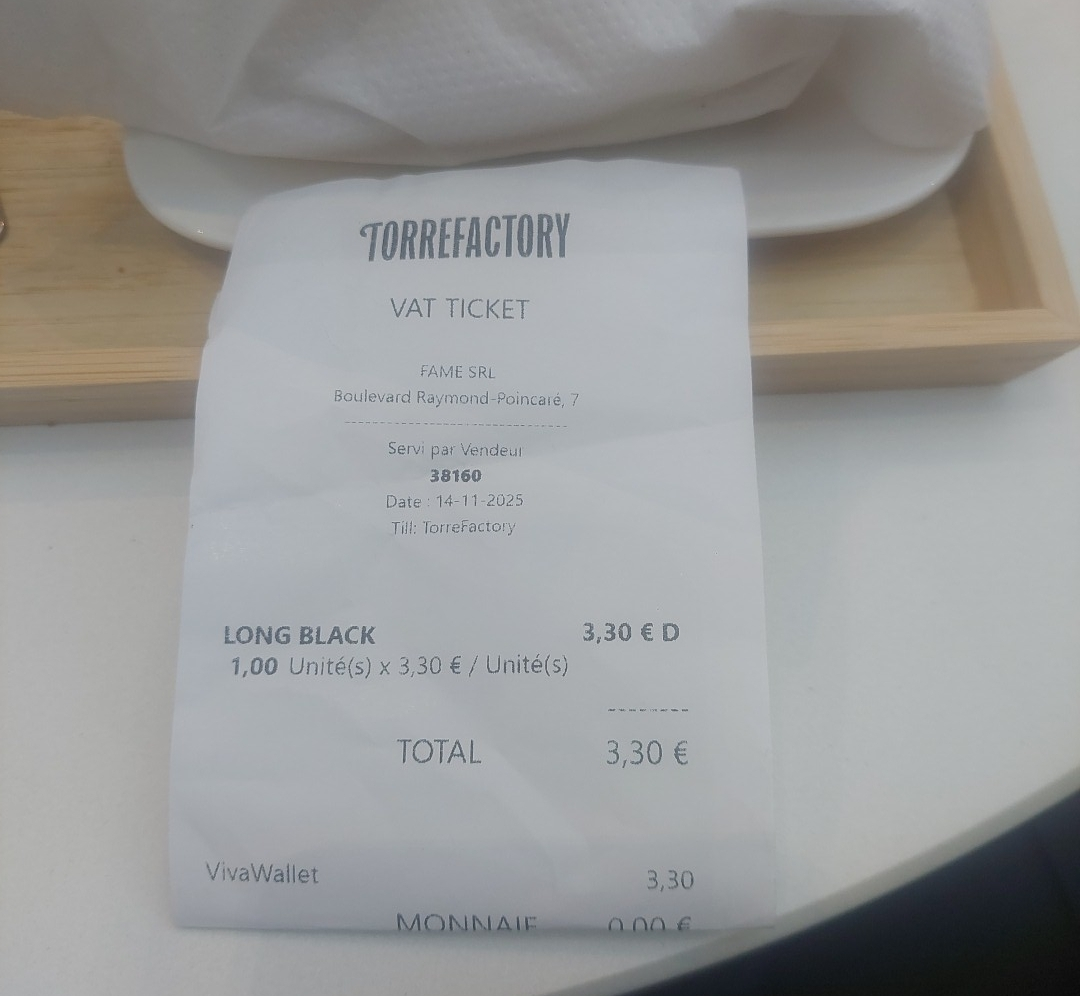 TORREFACTORY
VAT TICKET
FAME SRL
Boulevard Raymond-Poincaré, 7
------------------------------
Servi par Vendeur
38160
Date : 14-11-2025
Till: TorreFactory
LONG BLACK 3,30 € D
1,00 Unité(s) x 3,30 € / Unité(s)
--------
TOTAL 3,30 €
VivaWallet 3,30
MONNAIE 0,00 €